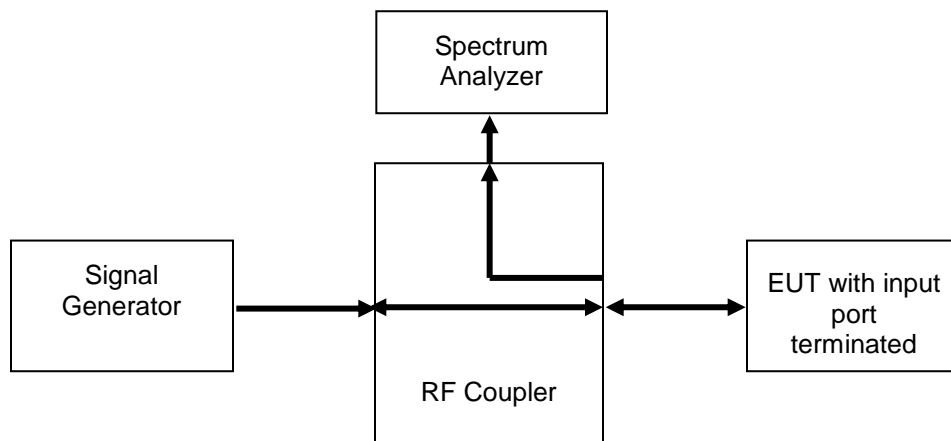 Spectrum
Analyzer
Signal
Generator
EUT with input
port
terminated
RF Coupler